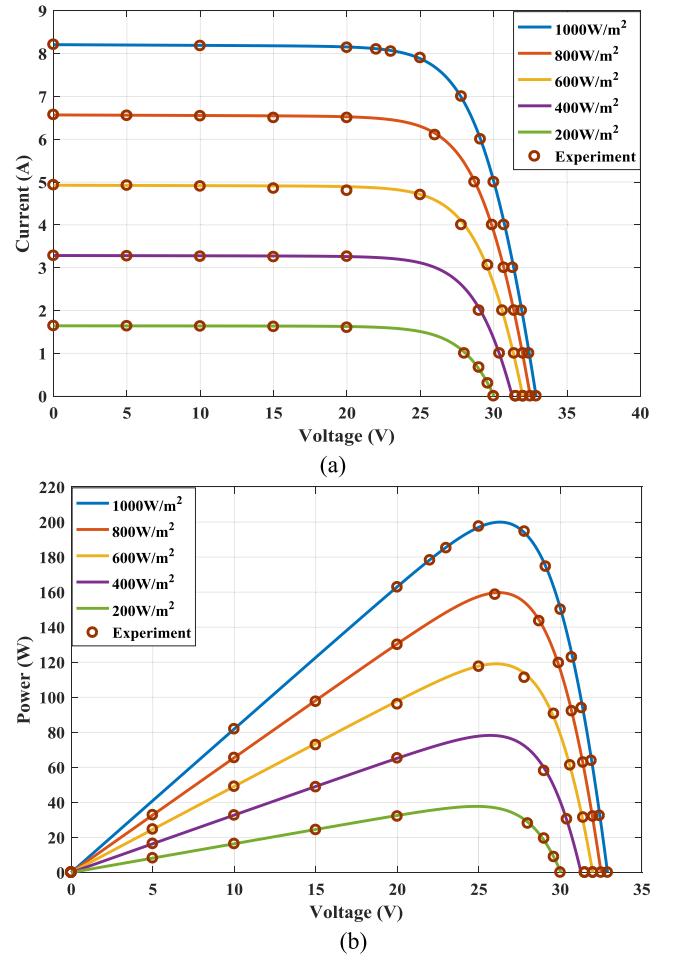 9
8
7
6
5
4
3
2
1
0
Current (A)
1000W/m²
800W/m²
600W/m²
400W/m²
200W/m²
Experiment
0 5 10 15 20 25 30 35 40
Voltage (V)
(a)
220
200
180
160
140
120
100
80
60
40
20
0
Power (W)
1000W/m²
800W/m²
600W/m²
400W/m²
200W/m²
Experiment
0 5 10 15 20 25 30 35
Voltage (V)
(b)